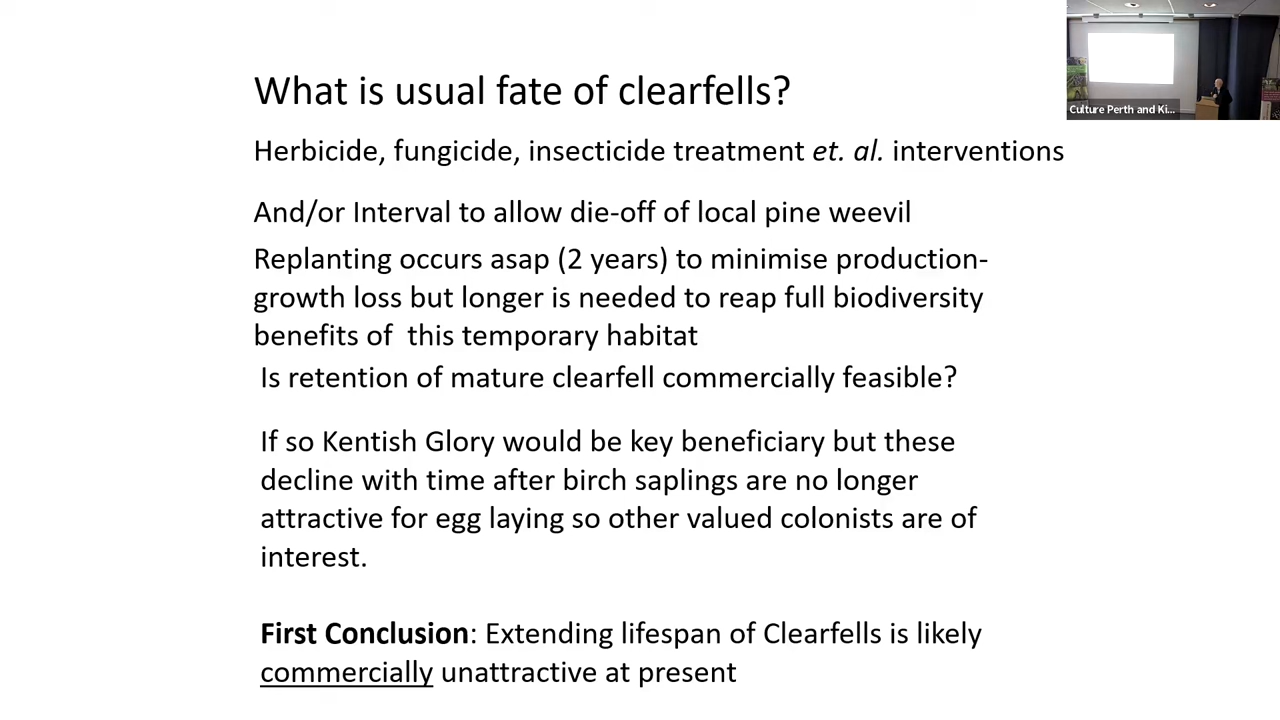 What is usual fate of clearfells?
Herbicide, fungicide, insecticide treatment et. al. interventions
And/or Interval to allow die-off of local pine weevil
Replanting occurs asap (2 years) to minimise production-
growth loss but longer is needed to reap full biodiversity
benefits of  this temporary habitat
Is retention of mature clearfell commercially feasible?
If so Kentish Glory would be key beneficiary but these
decline with time after birch saplings are no longer
attractive for egg laying so other valued colonists are of
interest.
First Conclusion: Extending lifespan of Clearfells is likely
commercially unattractive at present
Culture Perth and Ki...